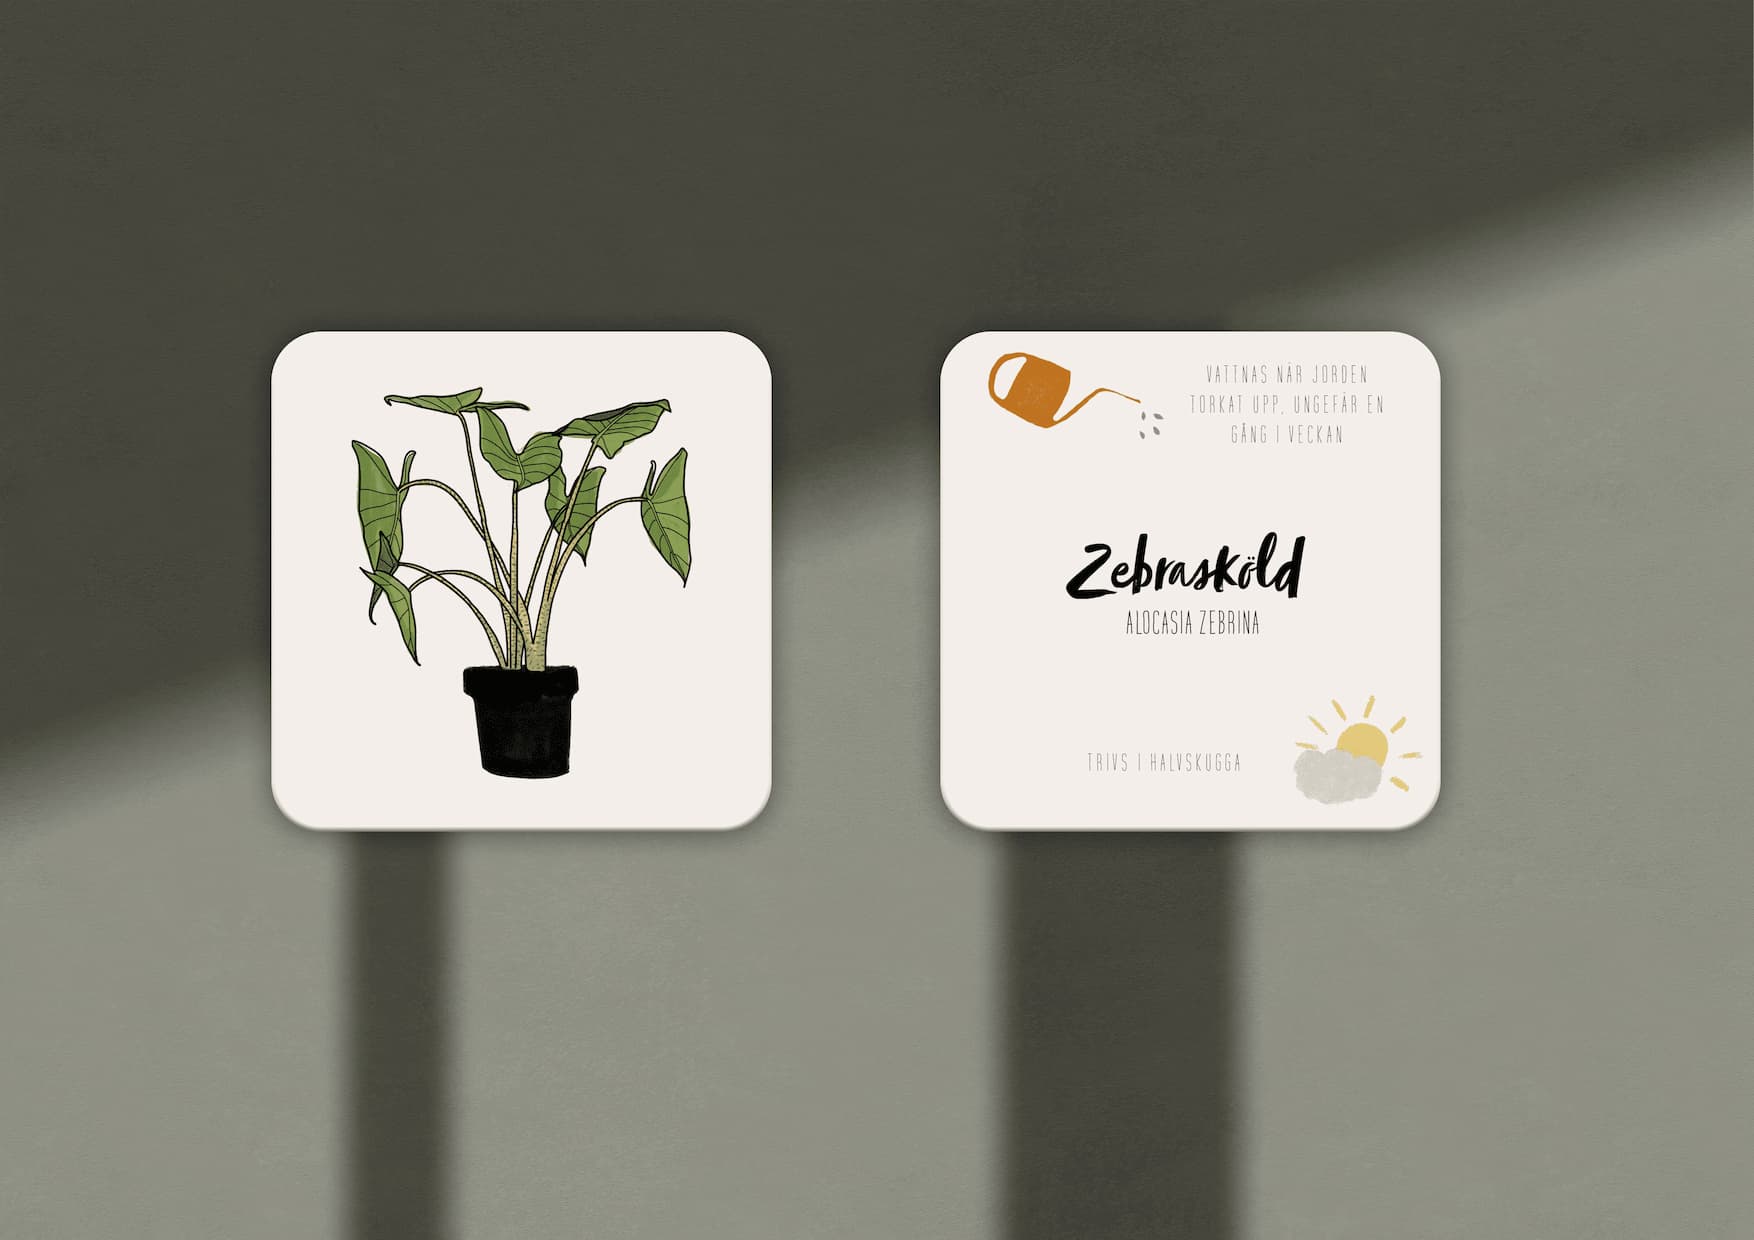 VATTNAS NÄR JORDEN
TORKAT UPP, UNGEFÄR EN
GÅNG I VECKAN
Zebrasköld
ALOCASIA ZEBRINA
TRIVS I HALVSKUGGA